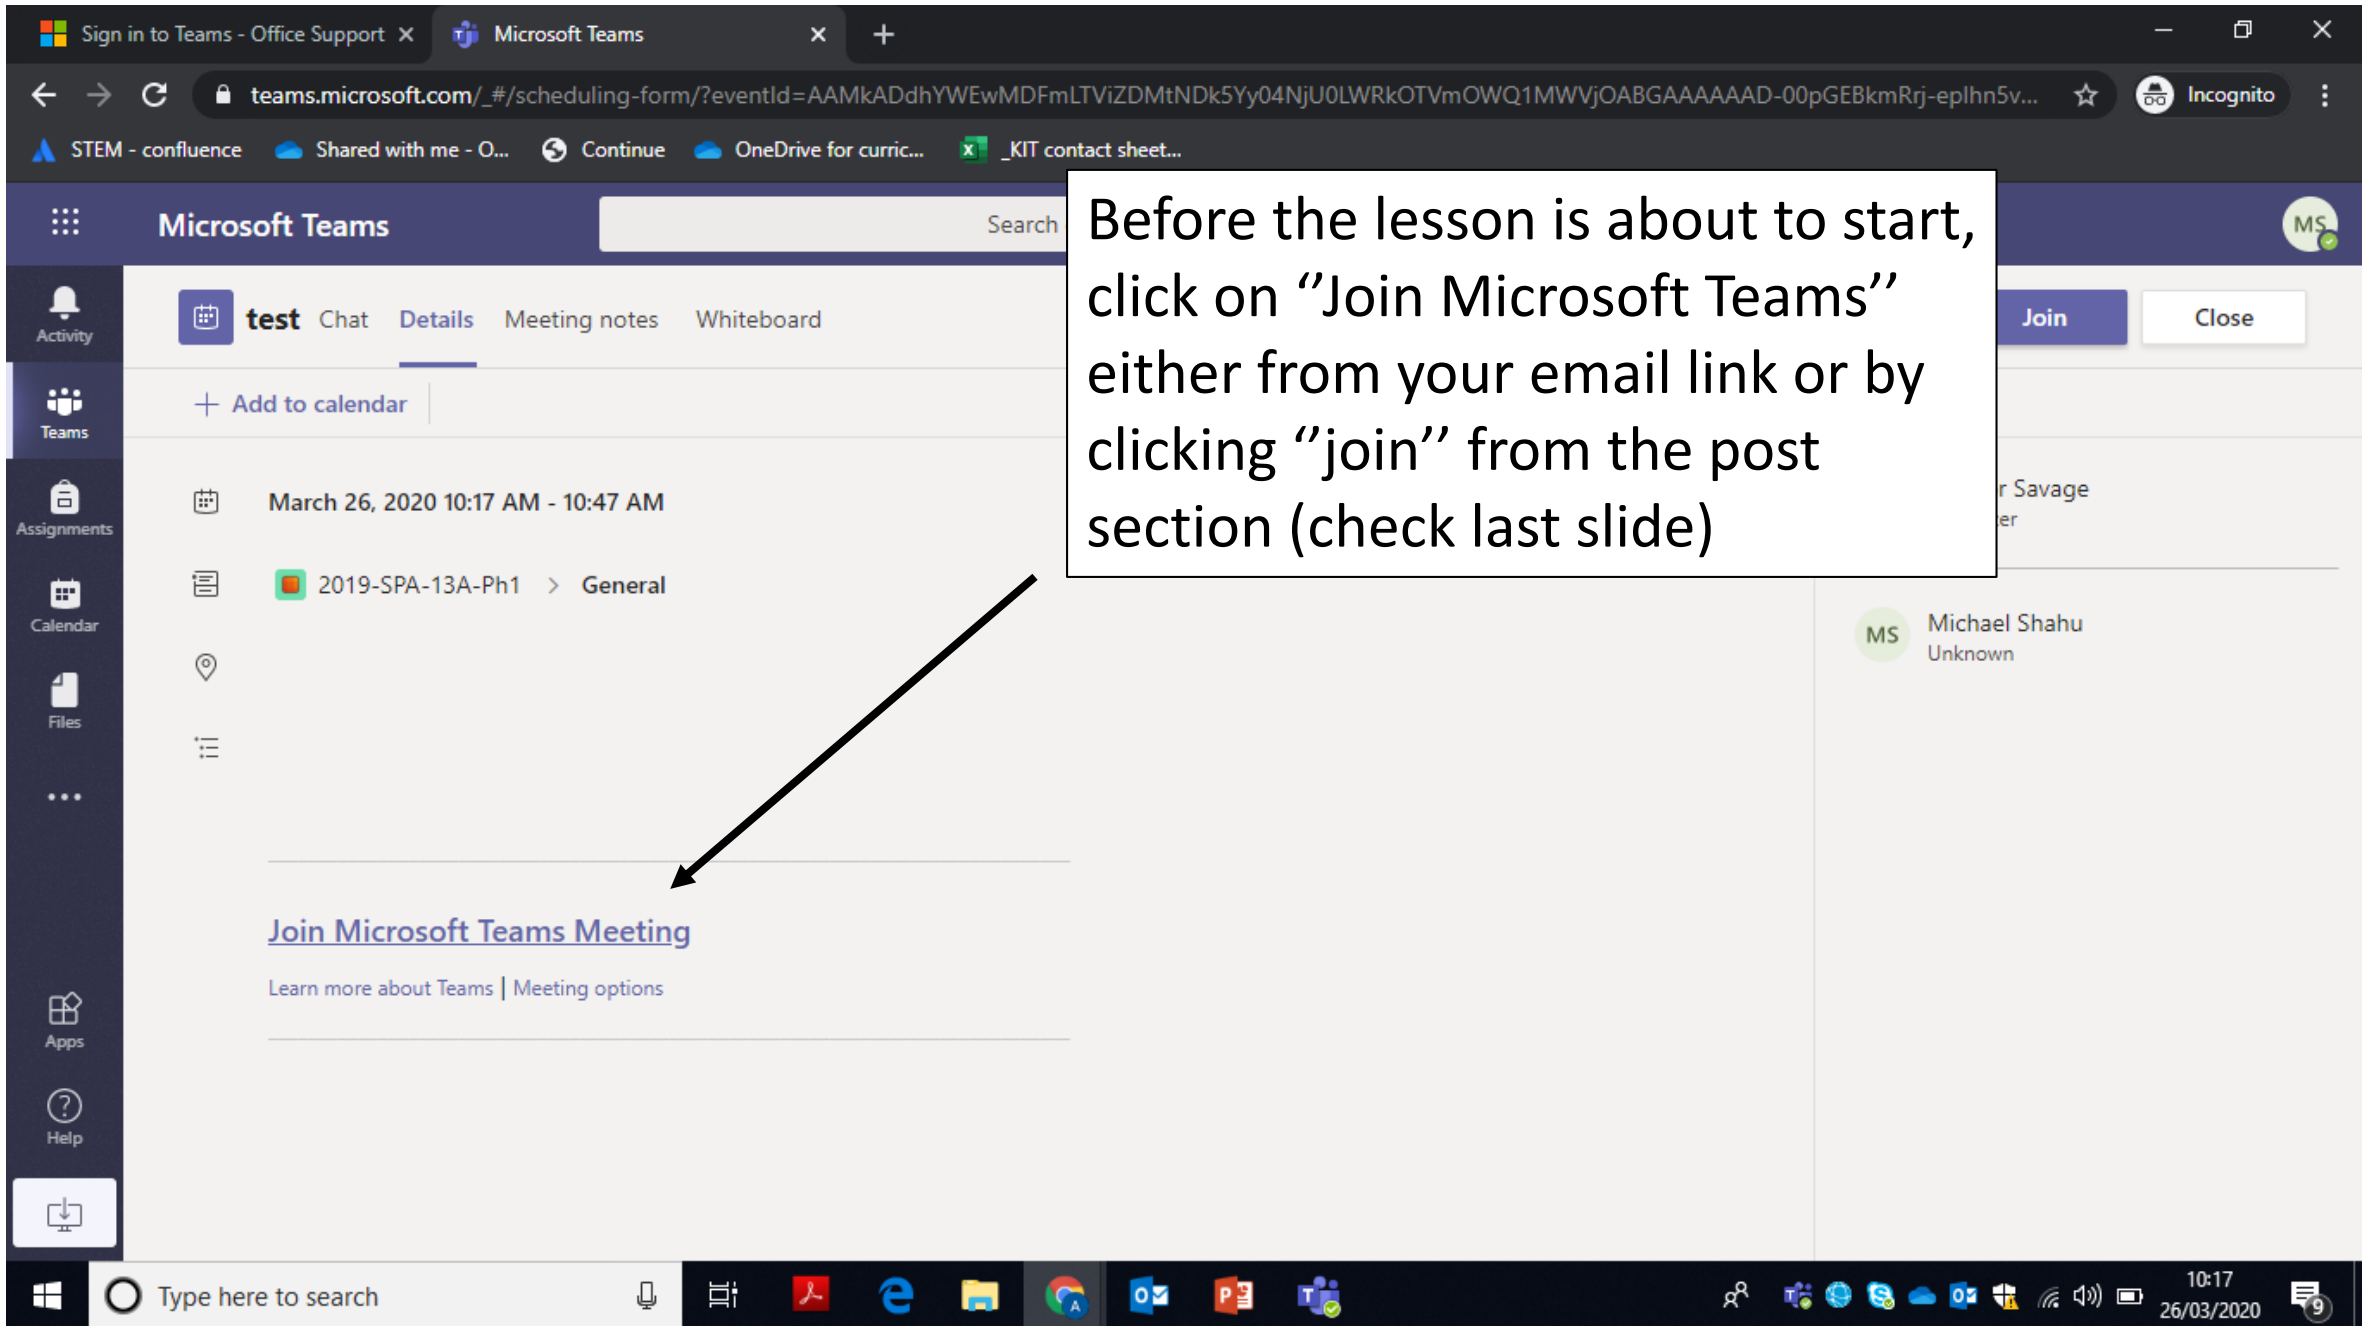 Sign in to Teams - Office Support
Microsoft Teams
teams.microsoft.com/_#/scheduling-form/?eventId=AAMkADdhYWEwMDFmLTViZDMtNDk5Yy04NjU0LWRkOTVmOWQ1MWVjOABGAAAAAAD-00pGEBkmRrj-eplhn5v...
Incognito
STEM - confluence
Shared with me - O...
Continue
OneDrive for curric...
_KIT contact sheet...
Microsoft Teams
Search
MS
Before the lesson is about to start,
click on ‘’Join Microsoft Teams’’
either from your email link or by
clicking ‘’join’’ from the post
section (check last slide)
Activity
Teams
Assignments
Calendar
Files
Apps
Help
test Chat Details Meeting notes Whiteboard
Join
Close
+ Add to calendar
March 26, 2020 10:17 AM - 10:47 AM
2019-SPA-13A-Ph1 > General
r Savage
er
MS
Michael Shahu
Unknown
Join Microsoft Teams Meeting
Learn more about Teams | Meeting options
Type here to search
10:17
26/03/2020
9